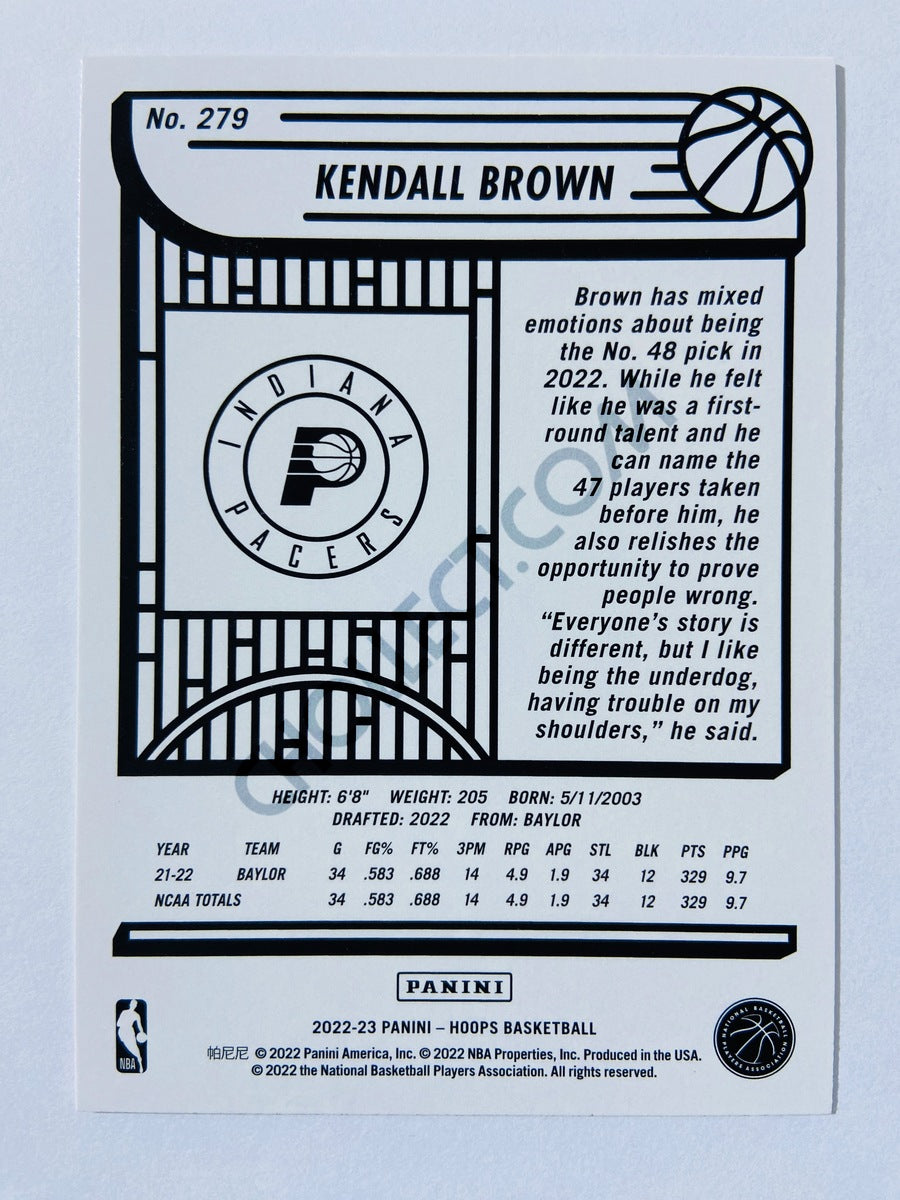 No. 279
KENDALL BROWN
INDIANA PACERS
Brown has mixed
emotions about being
the No. 48 pick in
2022. While he felt
like he was a first-
round talent and he
can name the
47 players taken
before him, he
also relishes the
opportunity to prove
people wrong.
“Everyone’s story is
different, but I like
being the underdog,
having trouble on my
shoulders,” he said.
HEIGHT: 6'8" WEIGHT: 205 BORN: 5/11/2003
DRAFTED: 2022 FROM: BAYLOR
YEAR TEAM G FG% FT% 3PM RPG APG STL BLK PTS PPG
21-22 BAYLOR 34 .583 .688 14 4.9 1.9 34 12 329 9.7
NCAA TOTALS 34 .583 .688 14 4.9 1.9 34 12 329 9.7
PANINI
2022-23 PANINI – HOOPS BASKETBALL
帕尼尼 © 2022 Panini America, Inc. © 2022 NBA Properties, Inc. Produced in the USA.
© 2022 the National Basketball Players Association. All rights reserved.
NBA
NATIONAL BASKETBALL PLAYERS ASSOCIATION